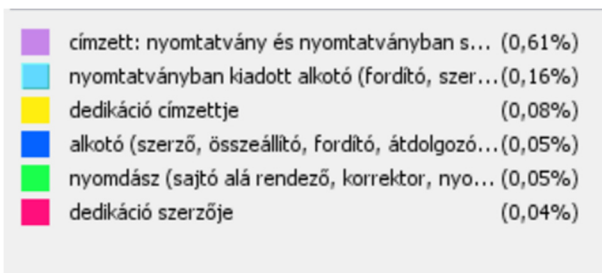 címzett: nyomtatvány és nyomtatványban s... (0,61%)
nyomtatványban kiadott alkotó (fordító, szer...(0,16%)
dedikáció címzettje (0,08%)
alkotó (szerző, összeállító, fordító, átdolgozó...(0,05%)
nyomdász (sajtó alá rendező, korrektor, nyo... (0,05%)
dedikáció szerzője (0,04%)